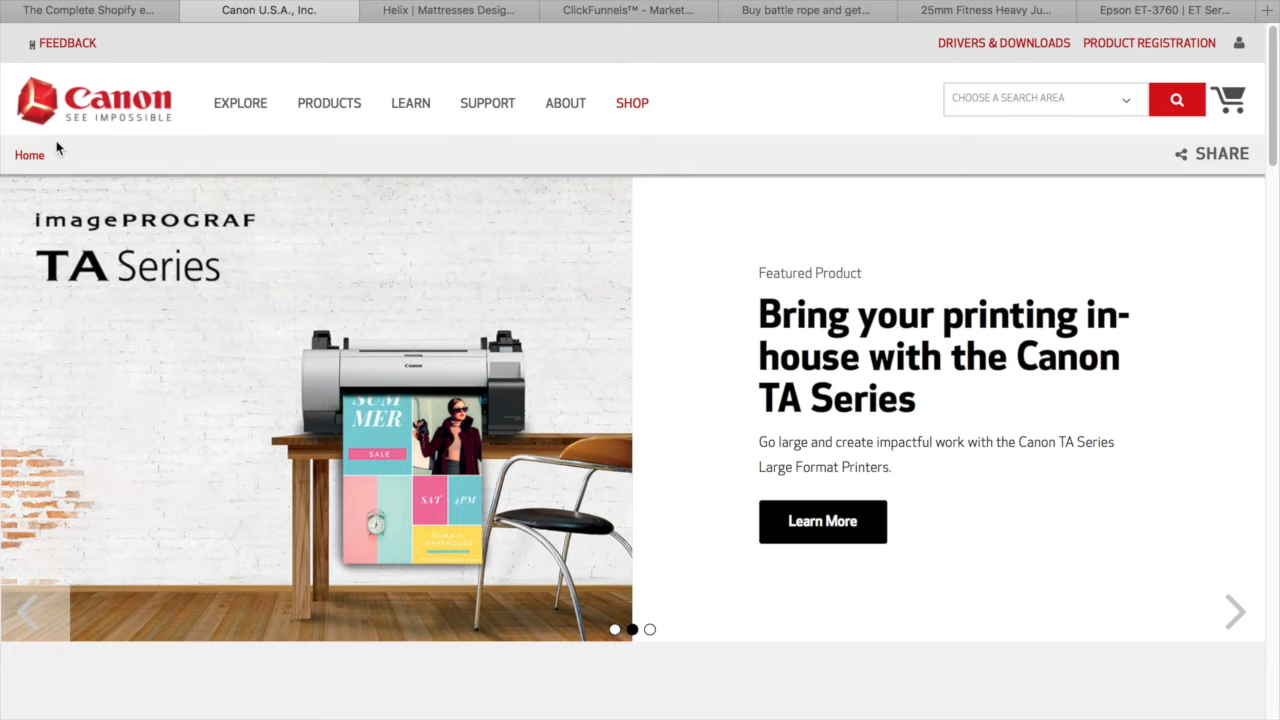 The Complete Shopify e...
Canon U.S.A., Inc.
Helix | Mattresses Desig...
ClickFunnels™ - Market...
Buy battle rope and get...
25mm Fitness Heavy Ju...
Epson ET-3760 | ET Ser...
FEEDBACK
DRIVERS & DOWNLOADS
PRODUCT REGISTRATION
Canon
SEE IMPOSSIBLE
EXPLORE
PRODUCTS
LEARN
SUPPORT
ABOUT
SHOP
CHOOSE A SEARCH AREA
Home
SHARE
imagePROGRAF
TA Series
Canon
SUM
MER
SALE
SAT
4PM
SUMMIT
WAREHOUSE
Featured Product
Bring your printing in-
house with the Canon
TA Series
Go large and create impactful work with the Canon TA Series
Large Format Printers.
Learn More